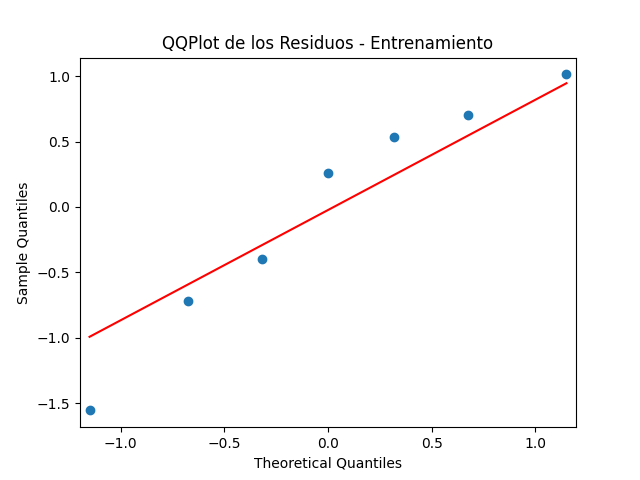 QQPlot de los Residuos - Entrenamiento
1.0
0.5
0.0
−0.5
−1.0
−1.5
Sample Quantiles
−1.0 −0.5 0.0 0.5 1.0
Theoretical Quantiles